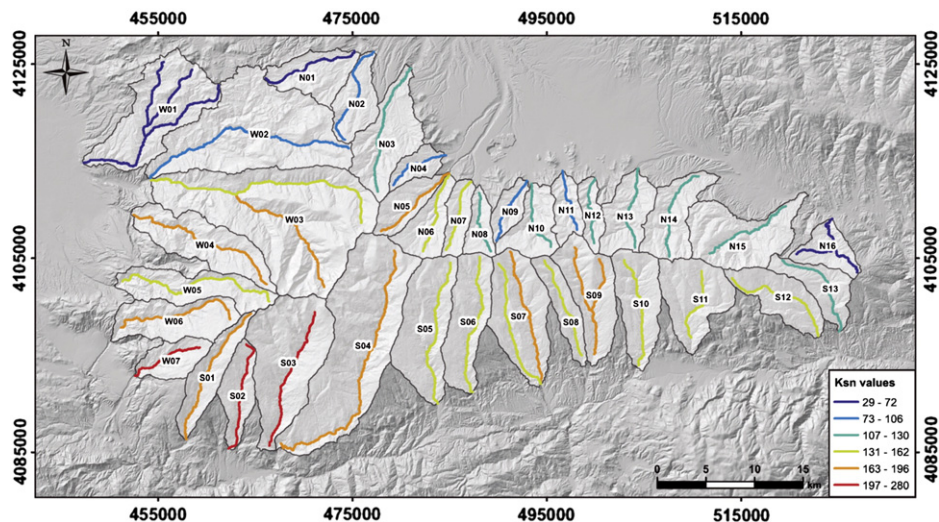 455000 475000 495000 515000
4125000 4125000
N
N01
W01
N02
W02
N03
N04
N05
W03
N06
N07
N08
N09
N10
N11
N12
N13
N14
N15
N16
W04
W05
W06
W07
S01
S02
S03
S04
S05
S06
S07
S08
S09
S10
S11
S12
S13
4105000 4105000
4085000 4085000
Ksn values
29 - 72
73 - 106
107 - 130
131 - 162
163 - 196
197 - 280
0 5 10 15
km
455000 475000 495000 515000